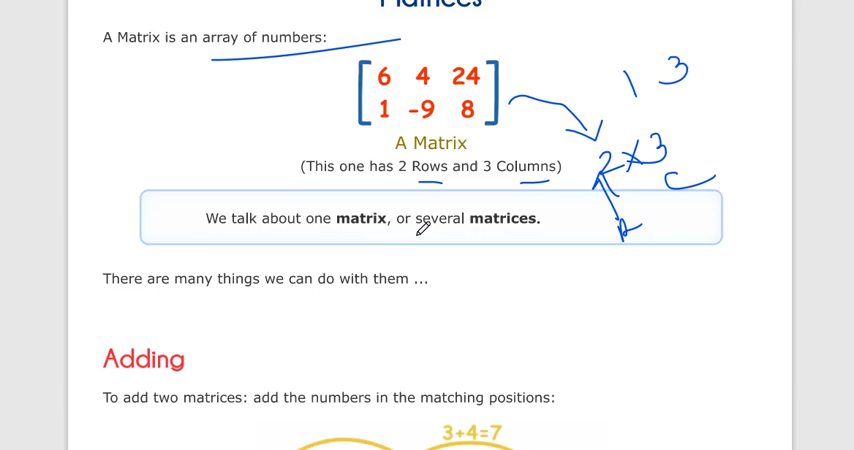 Matrices
A Matrix is an array of numbers:
6 4 24
1 -9 8
1 3
2×3
A Matrix
(This one has 2 Rows and 3 Columns)
C
We talk about one matrix, or several matrices.
R
There are many things we can do with them ...
Adding
To add two matrices: add the numbers in the matching positions:
3+4=7